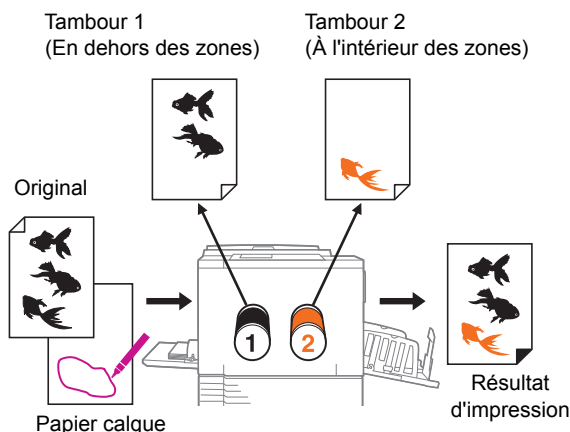 Tambour 1
(En dehors des zones)
Tambour 2
(À l'intérieur des zones)
Original
1
2
Papier calque
Résultat
d'impression